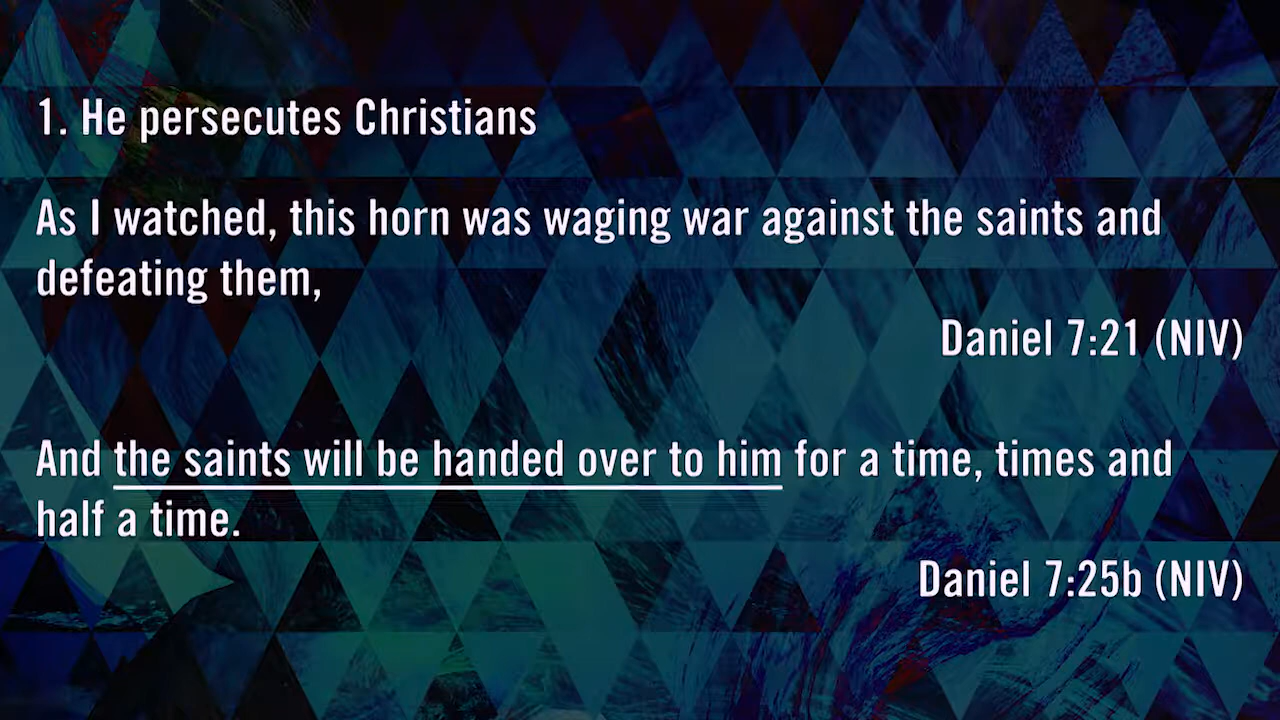 1. He persecutes Christians
As I watched, this horn was waging war against the saints and
defeating them,
Daniel 7:21 (NIV)
And the saints will be handed over to him for a time, times and
half a time.
Daniel 7:25b (NIV)